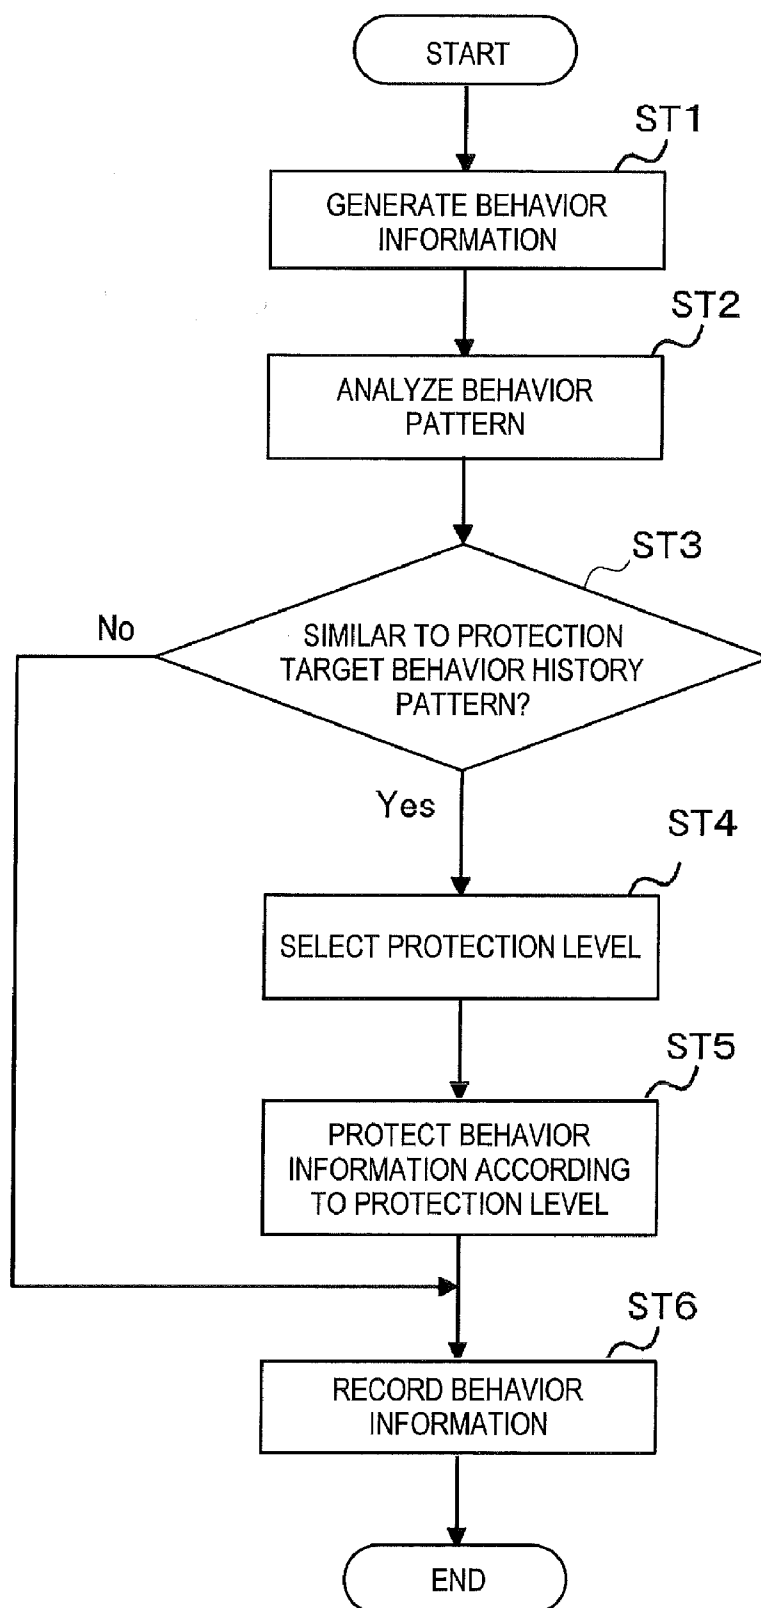 START
ST1
GENERATE BEHAVIOR
INFORMATION
ST2
ANALYZE BEHAVIOR
PATTERN
ST3
No
SIMILAR TO PROTECTION
TARGET BEHAVIOR HISTORY
PATTERN?
Yes
ST4
SELECT PROTECTION LEVEL
ST5
PROTECT BEHAVIOR
INFORMATION ACCORDING
TO PROTECTION LEVEL
ST6
RECORD BEHAVIOR
INFORMATION
END